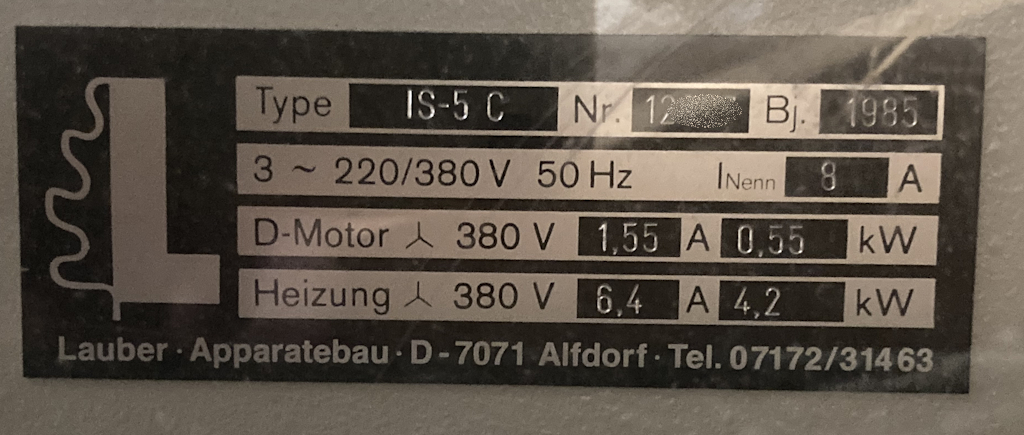 Type IS-5 C Nr. 12 Bj. 1985
3 ~ 220/380 V 50 Hz INenn 8 A
D-Motor 380 V 1,55 A 0,55 kW
Heizung 380 V 6,4 A 4,2 kW
Lauber · Apparatebau · D-7071 Alfdorf · Tel. 07172/31463